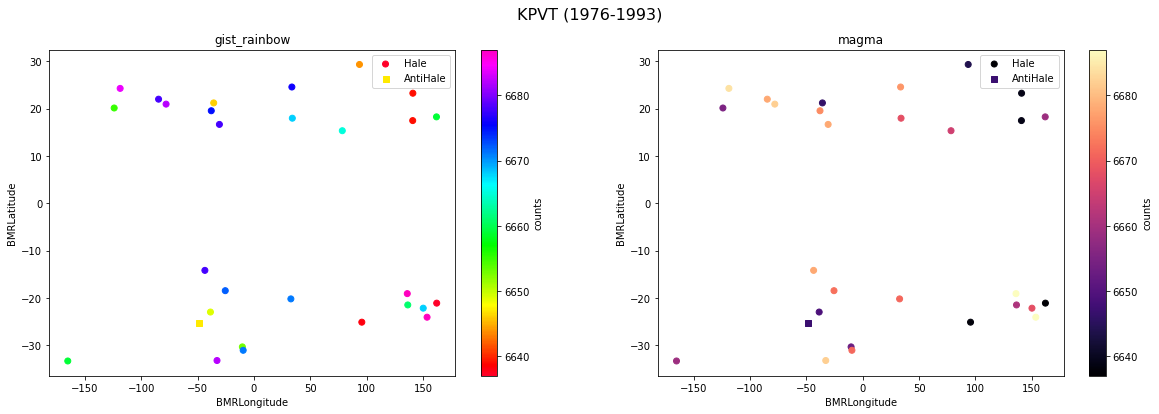 KPVT (1976-1993)
gist_rainbow
Hale
AntiHale
30
20
10
0
−10
−20
−30
BMRLatitude
−150
−100
−50
0
50
100
150
BMRLongitude
6680
6670
6660
6650
6640
counts
magma
Hale
AntiHale
30
20
10
0
−10
−20
−30
BMRLatitude
−150
−100
−50
0
50
100
150
BMRLongitude
6680
6670
6660
6650
6640
counts